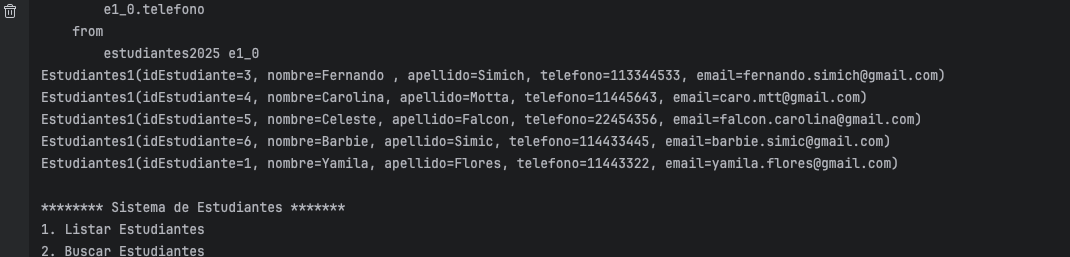 e1_0.telefono
from
estudiantes2025 e1_0
Estudiantes1(idEstudiante=3, nombre=Fernando , apellido=Simich, telefono=113344533, email=fernando.simich@gmail.com)
Estudiantes1(idEstudiante=4, nombre=Carolina, apellido=Motta, telefono=11445643, email=caro.mtt@gmail.com)
Estudiantes1(idEstudiante=5, nombre=Celeste, apellido=Falcon, telefono=22454356, email=falcon.carolina@gmail.com)
Estudiantes1(idEstudiante=6, nombre=Barbie, apellido=Simic, telefono=114433445, email=barbie.simic@gmail.com)
Estudiantes1(idEstudiante=1, nombre=Yamila, apellido=Flores, telefono=11443322, email=yamila.flores@gmail.com)
******** Sistema de Estudiantes *******
1. Listar Estudiantes
2. Buscar Estudiantes